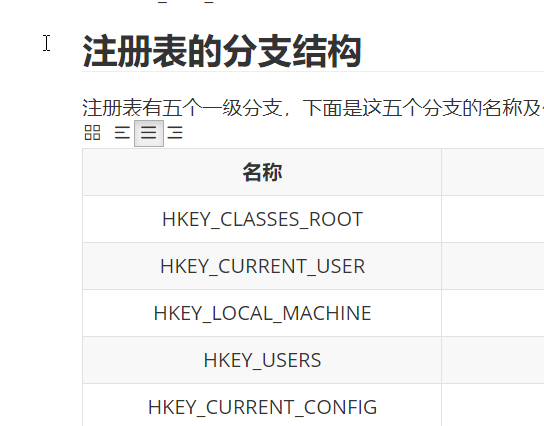 注册表的分支结构
注册表有五个一级分支，下面是这五个分支的名称及
名称
HKEY_CLASSES_ROOT
HKEY_CURRENT_USER
HKEY_LOCAL_MACHINE
HKEY_USERS
HKEY_CURRENT_CONFIG